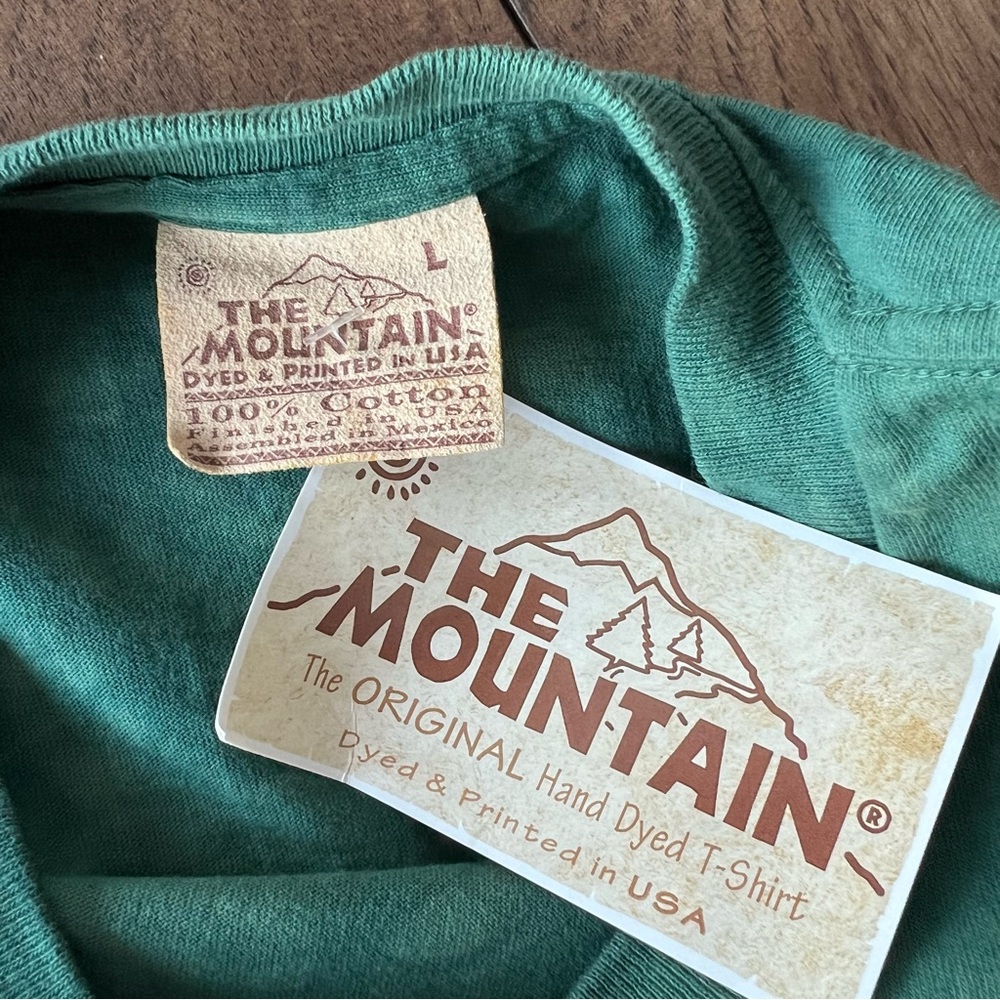 L
THE
MOUNTAIN®
DYED & PRINTED IN USA
100% Cotton
Finished in USA
Assembled in Mexico
THE
MOUNTAIN®
The ORIGINAL Hand Dyed T-Shirt
Dyed & Printed in USA